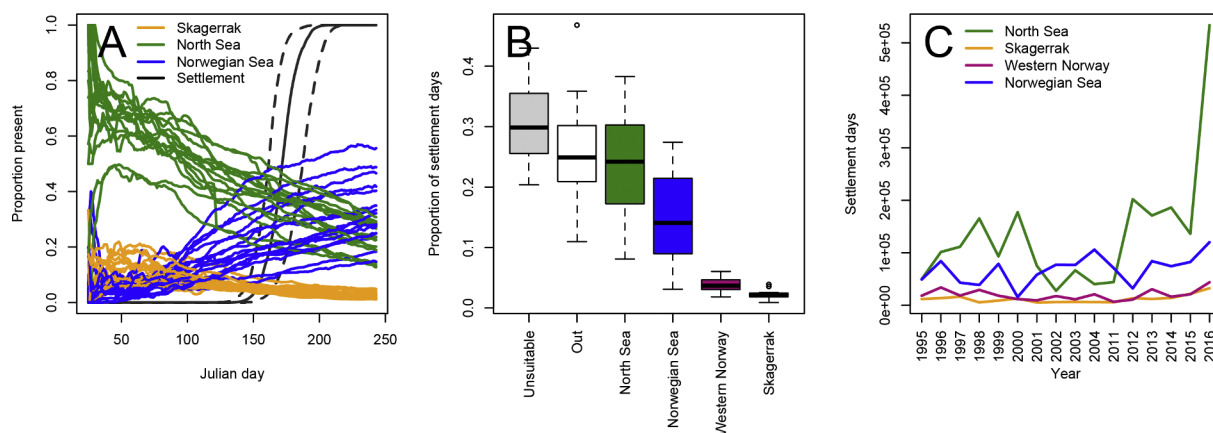 A
Skagerrak
North Sea
Norwegian Sea
Settlement
Proportion present
1.0
0.8
0.6
0.4
0.2
0.0
50
100
150
200
250
Julian day
B
Proportion of settlement days
0.4
0.3
0.2
0.1
0.0
Unsuitable
Out
North Sea
Norwegian Sea
Western Norway
Skagerrak
C
North Sea
Skagerrak
Western Norway
Norwegian Sea
Settlement days
5e+05
4e+05
3e+05
2e+05
1e+05
0e+00
1995
1996
1997
1998
1999
2000
2001
2002
2003
2004
2011
2012
2013
2014
2015
2016
Year